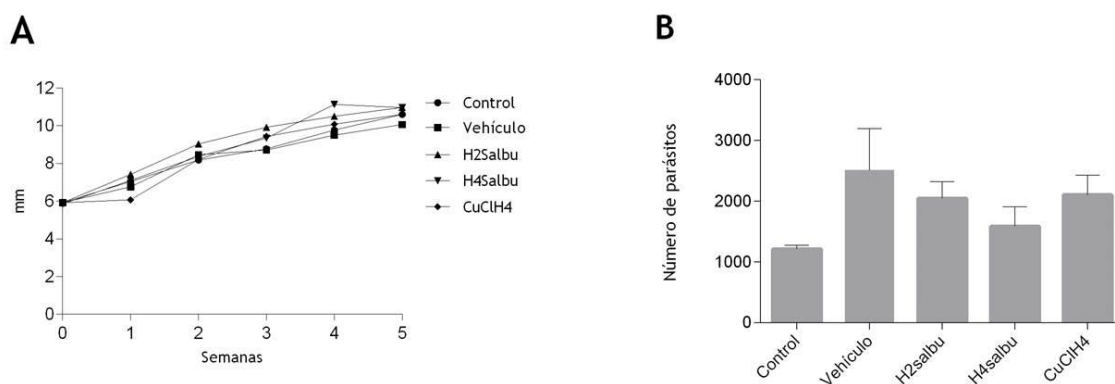 A
12
10
8
6
4
2
0
mm
0 1 2 3 4 5
Semanas
Control
Vehículo
H2Salbu
H4Salbu
CuClH4
B
4000
3000
2000
1000
0
Número de parásitos
Control
Vehículo
H2salbu
H4salbu
CuClH4